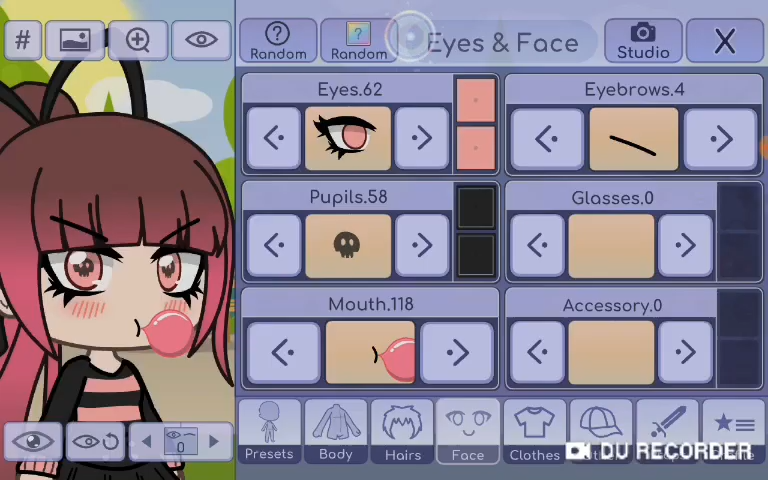 #
Random
Random
Eyes & Face
Studio
X
Eyes.62
Eyebrows.4
Pupils.58
Glasses.0
Mouth.118
Accessory.0
0
Presets
Body
Hairs
Face
Clothes
DU RECORDER